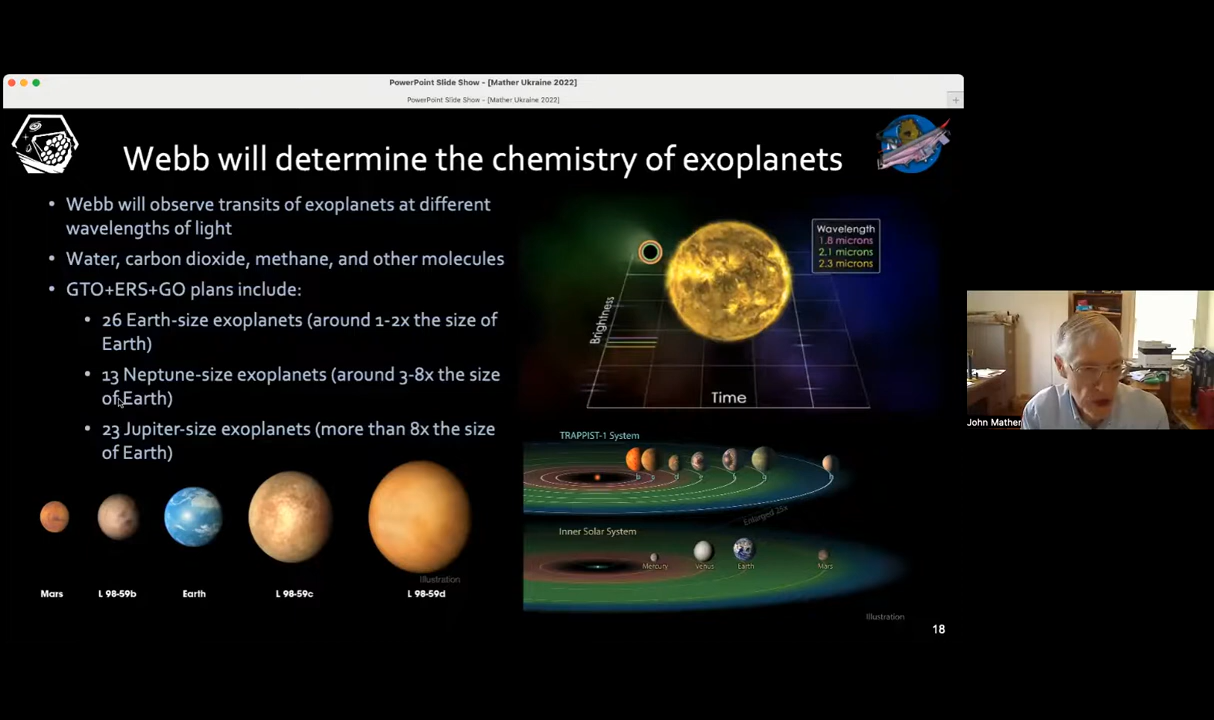 PowerPoint Slide Show - [Mather Ukraine 2022]
PowerPoint Slide Show - [Mather Ukraine 2022]
Webb will determine the chemistry of exoplanets
• Webb will observe transits of exoplanets at different
wavelengths of light
• Water, carbon dioxide, methane, and other molecules
• GTO+ERS+GO plans include:
• 26 Earth-size exoplanets (around 1-2x the size of
Earth)
• 13 Neptune-size exoplanets (around 3-8x the size
of Earth)
• 23 Jupiter-size exoplanets (more than 8x the size
of Earth)
Illustration
Mars
L 98-59b
Earth
L 98-59c
L 98-59d
Wavelength
1.8 microns
2.1 microns
2.3 microns
Brightness
Time
TRAPPIST-1 System
Enlarged 25x
Inner Solar System
Mercury
Venus
Earth
Mars
Illustration
18
John Mather